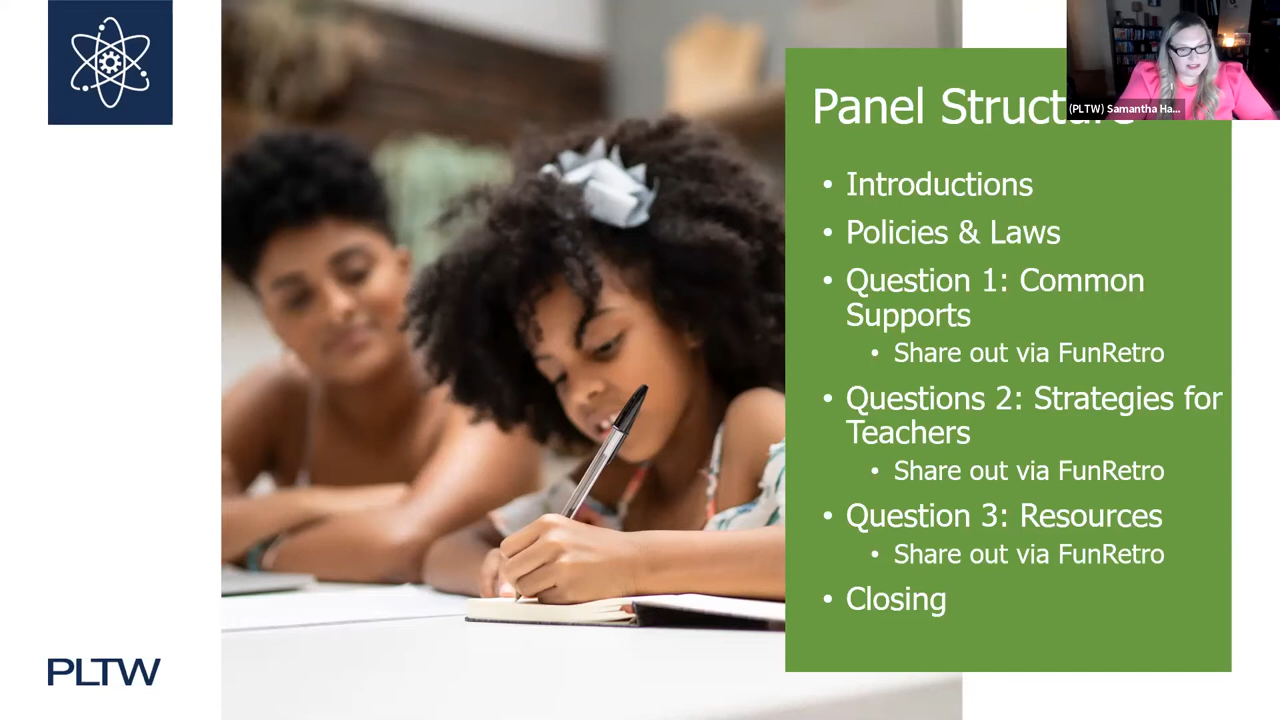 Panel Structure
(PLTW) Samantha Ha...
• Introductions
• Policies & Laws
• Question 1: Common
Supports
• Share out via FunRetro
• Questions 2: Strategies for
Teachers
• Share out via FunRetro
• Question 3: Resources
• Share out via FunRetro
• Closing
PLTW